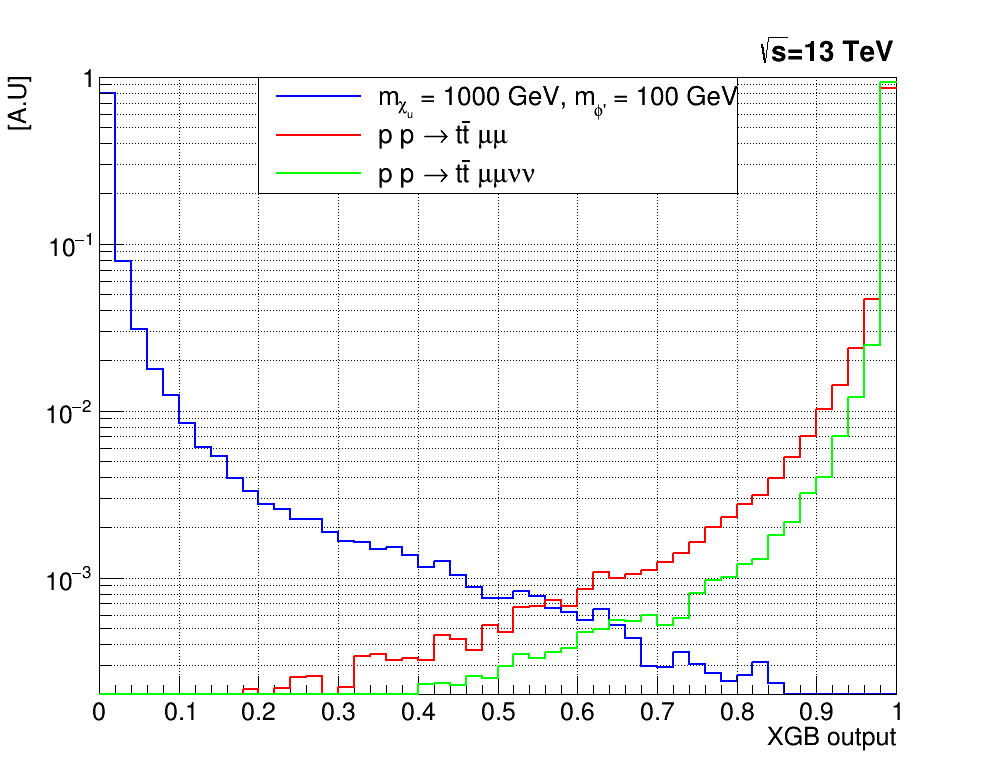 √s=13 TeV
[A.U]
m_χ_u = 1000 GeV, m_ϕ' = 100 GeV
p p → tt̄ μμ
p p → tt̄ μμνν
1
10⁻¹
10⁻²
10⁻³
0 0.1 0.2 0.3 0.4 0.5 0.6 0.7 0.8 0.9 1
XGB output